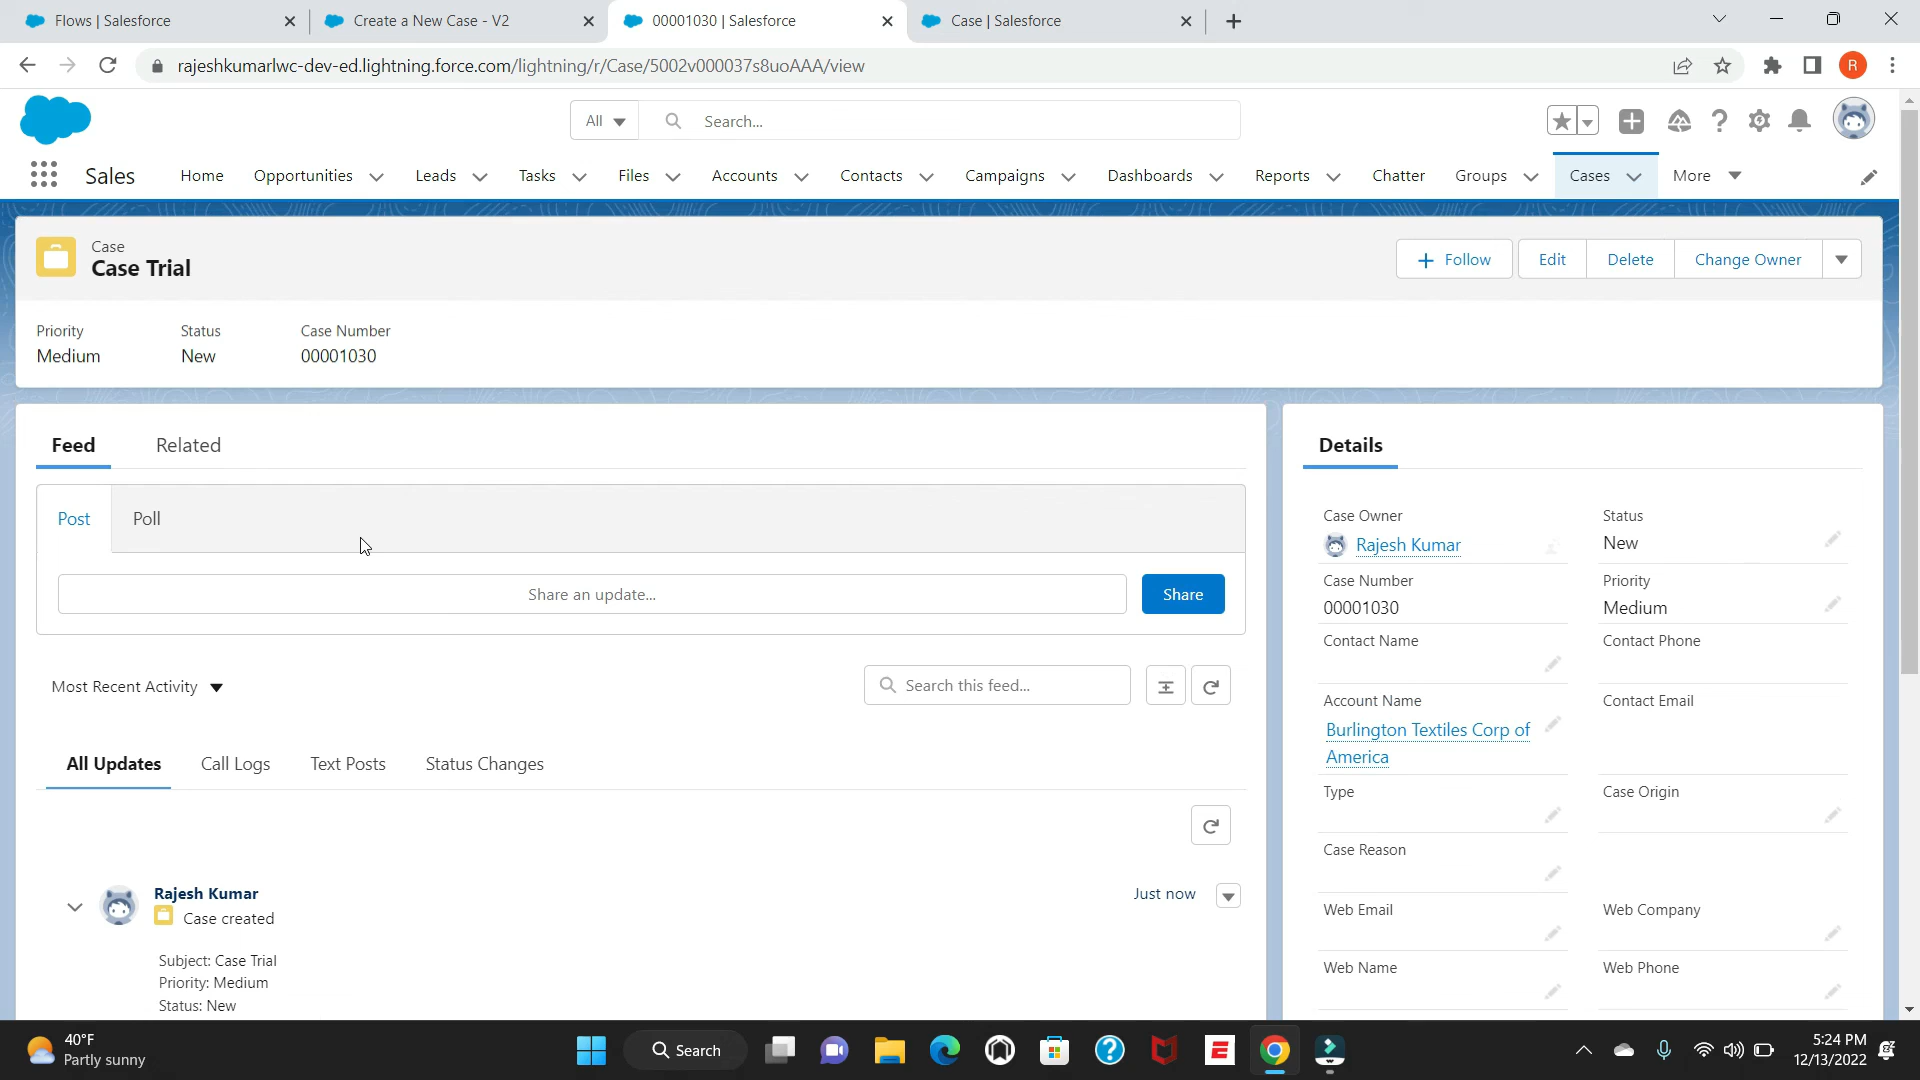 Flows | Salesforce
Create a New Case - V2
00001030 | Salesforce
Case | Salesforce
rajeshkumarlwc-dev-ed.lightning.force.com/lightning/r/Case/5002v000037s8uoAAA/view
R
All
Search...
Sales
Home
Opportunities
Leads
Tasks
Files
Accounts
Contacts
Campaigns
Dashboards
Reports
Chatter
Groups
Cases
More
Case
Case Trial
Follow
Edit
Delete
Change Owner
Priority
Medium
Status
New
Case Number
00001030
Feed
Related
Post
Poll
Share an update...
Share
Most Recent Activity
Search this feed...
All Updates
Call Logs
Text Posts
Status Changes
Rajesh Kumar
Case created
Just now
Subject: Case Trial
Priority: Medium
Status: New
Details
Case Owner
Rajesh Kumar
Status
New
Case Number
00001030
Priority
Medium
Contact Name
Contact Phone
Account Name
Burlington Textiles Corp of
America
Contact Email
Type
Case Origin
Case Reason
Web Email
Web Company
Web Name
Web Phone
40°F
Partly sunny
Search
5:24 PM
12/13/2022